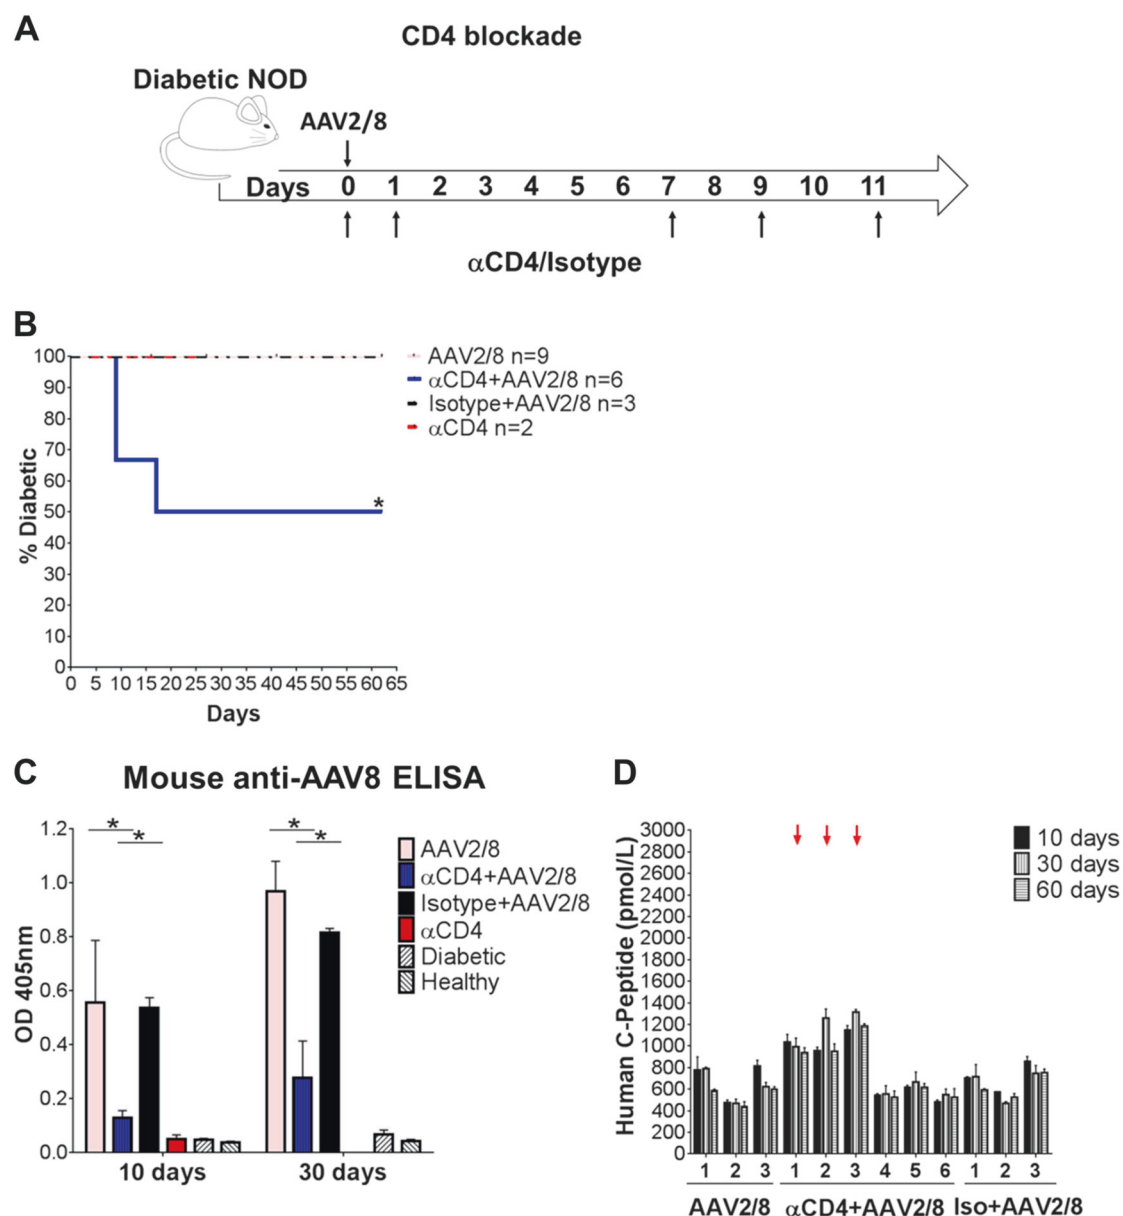 A
CD4 blockade
Diabetic NOD
AAV2/8
Days 0 1 2 3 4 5 6 7 8 9 10 11
αCD4/Isotype
B
100
90
80
70
60
50
40
30
20
10
0
% Diabetic
*
0 5 10 15 20 25 30 35 40 45 50 55 60 65
Days
AAV2/8 n=9
αCD4+AAV2/8 n=6
Isotype+AAV2/8 n=3
αCD4 n=2
C
Mouse anti-AAV8 ELISA
1.2
1.0
0.8
0.6
0.4
0.2
0.0
OD 405nm
* *
* *
10 days 30 days
AAV2/8
αCD4+AAV2/8
Isotype+AAV2/8
αCD4
Diabetic
Healthy
D
3000
2800
2600
2400
2200
2000
1800
1600
1400
1200
1000
800
600
400
200
0
Human C-Peptide (pmol/L)
10 days
30 days
60 days
1 2 3 1 2 3 4 5 6 1 2 3
AAV2/8 αCD4+AAV2/8 Iso+AAV2/8